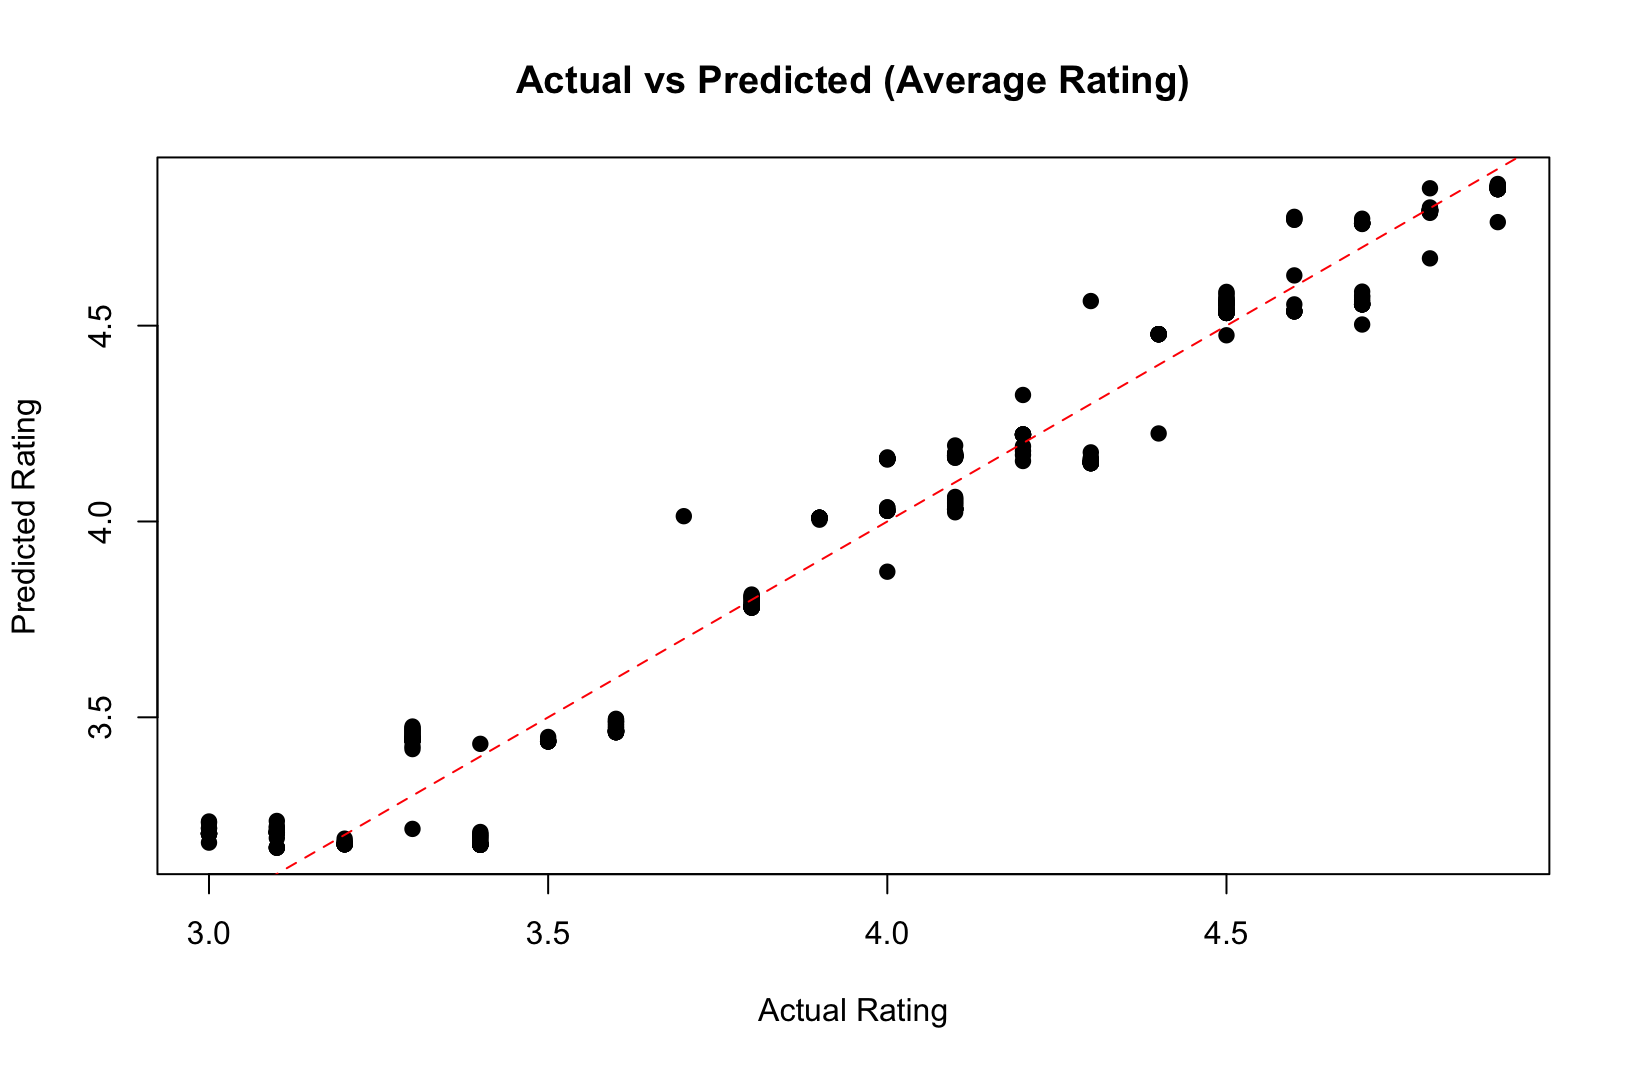 Actual vs Predicted (Average Rating)
Predicted Rating
4.5
4.0
3.5
3.0 3.5 4.0 4.5
Actual Rating